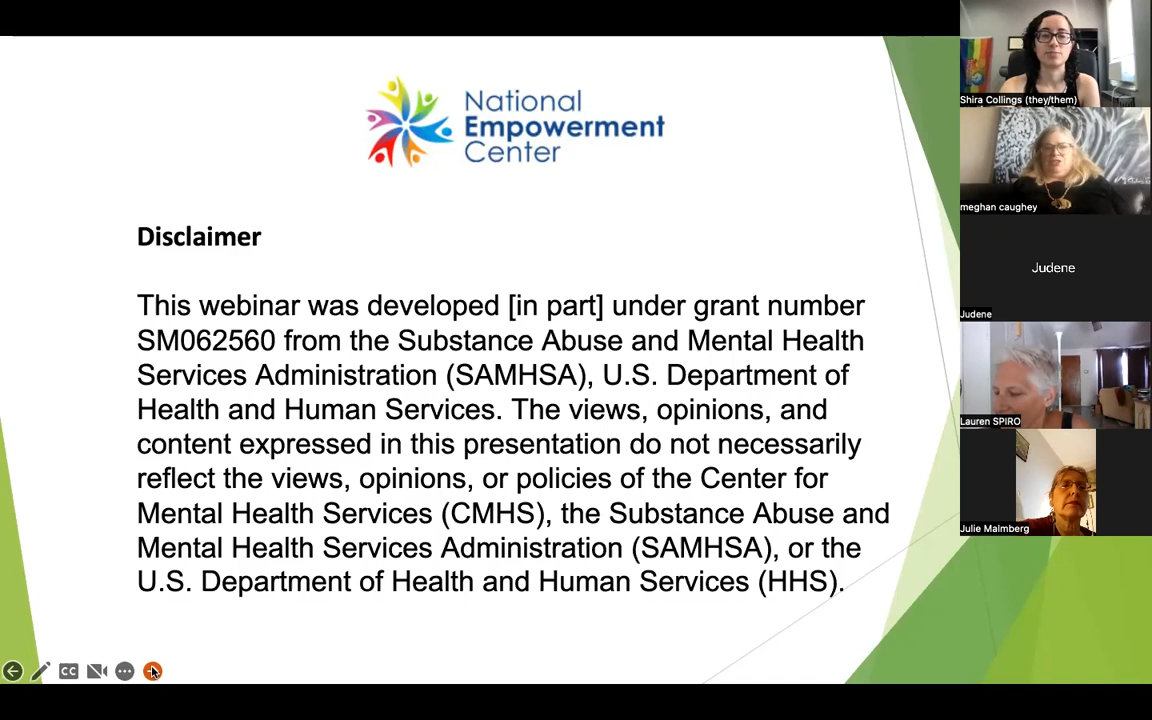 National
Empowerment
Center
Disclaimer
This webinar was developed [in part] under grant number
SM062560 from the Substance Abuse and Mental Health
Services Administration (SAMHSA), U.S. Department of
Health and Human Services. The views, opinions, and
content expressed in this presentation do not necessarily
reflect the views, opinions, or policies of the Center for
Mental Health Services (CMHS), the Substance Abuse and
Mental Health Services Administration (SAMHSA), or the
U.S. Department of Health and Human Services (HHS).
CC
Shira Collings (they/them)
meghan caughey
Judene
Judene
Lauren SPIRO
Julie Malmberg